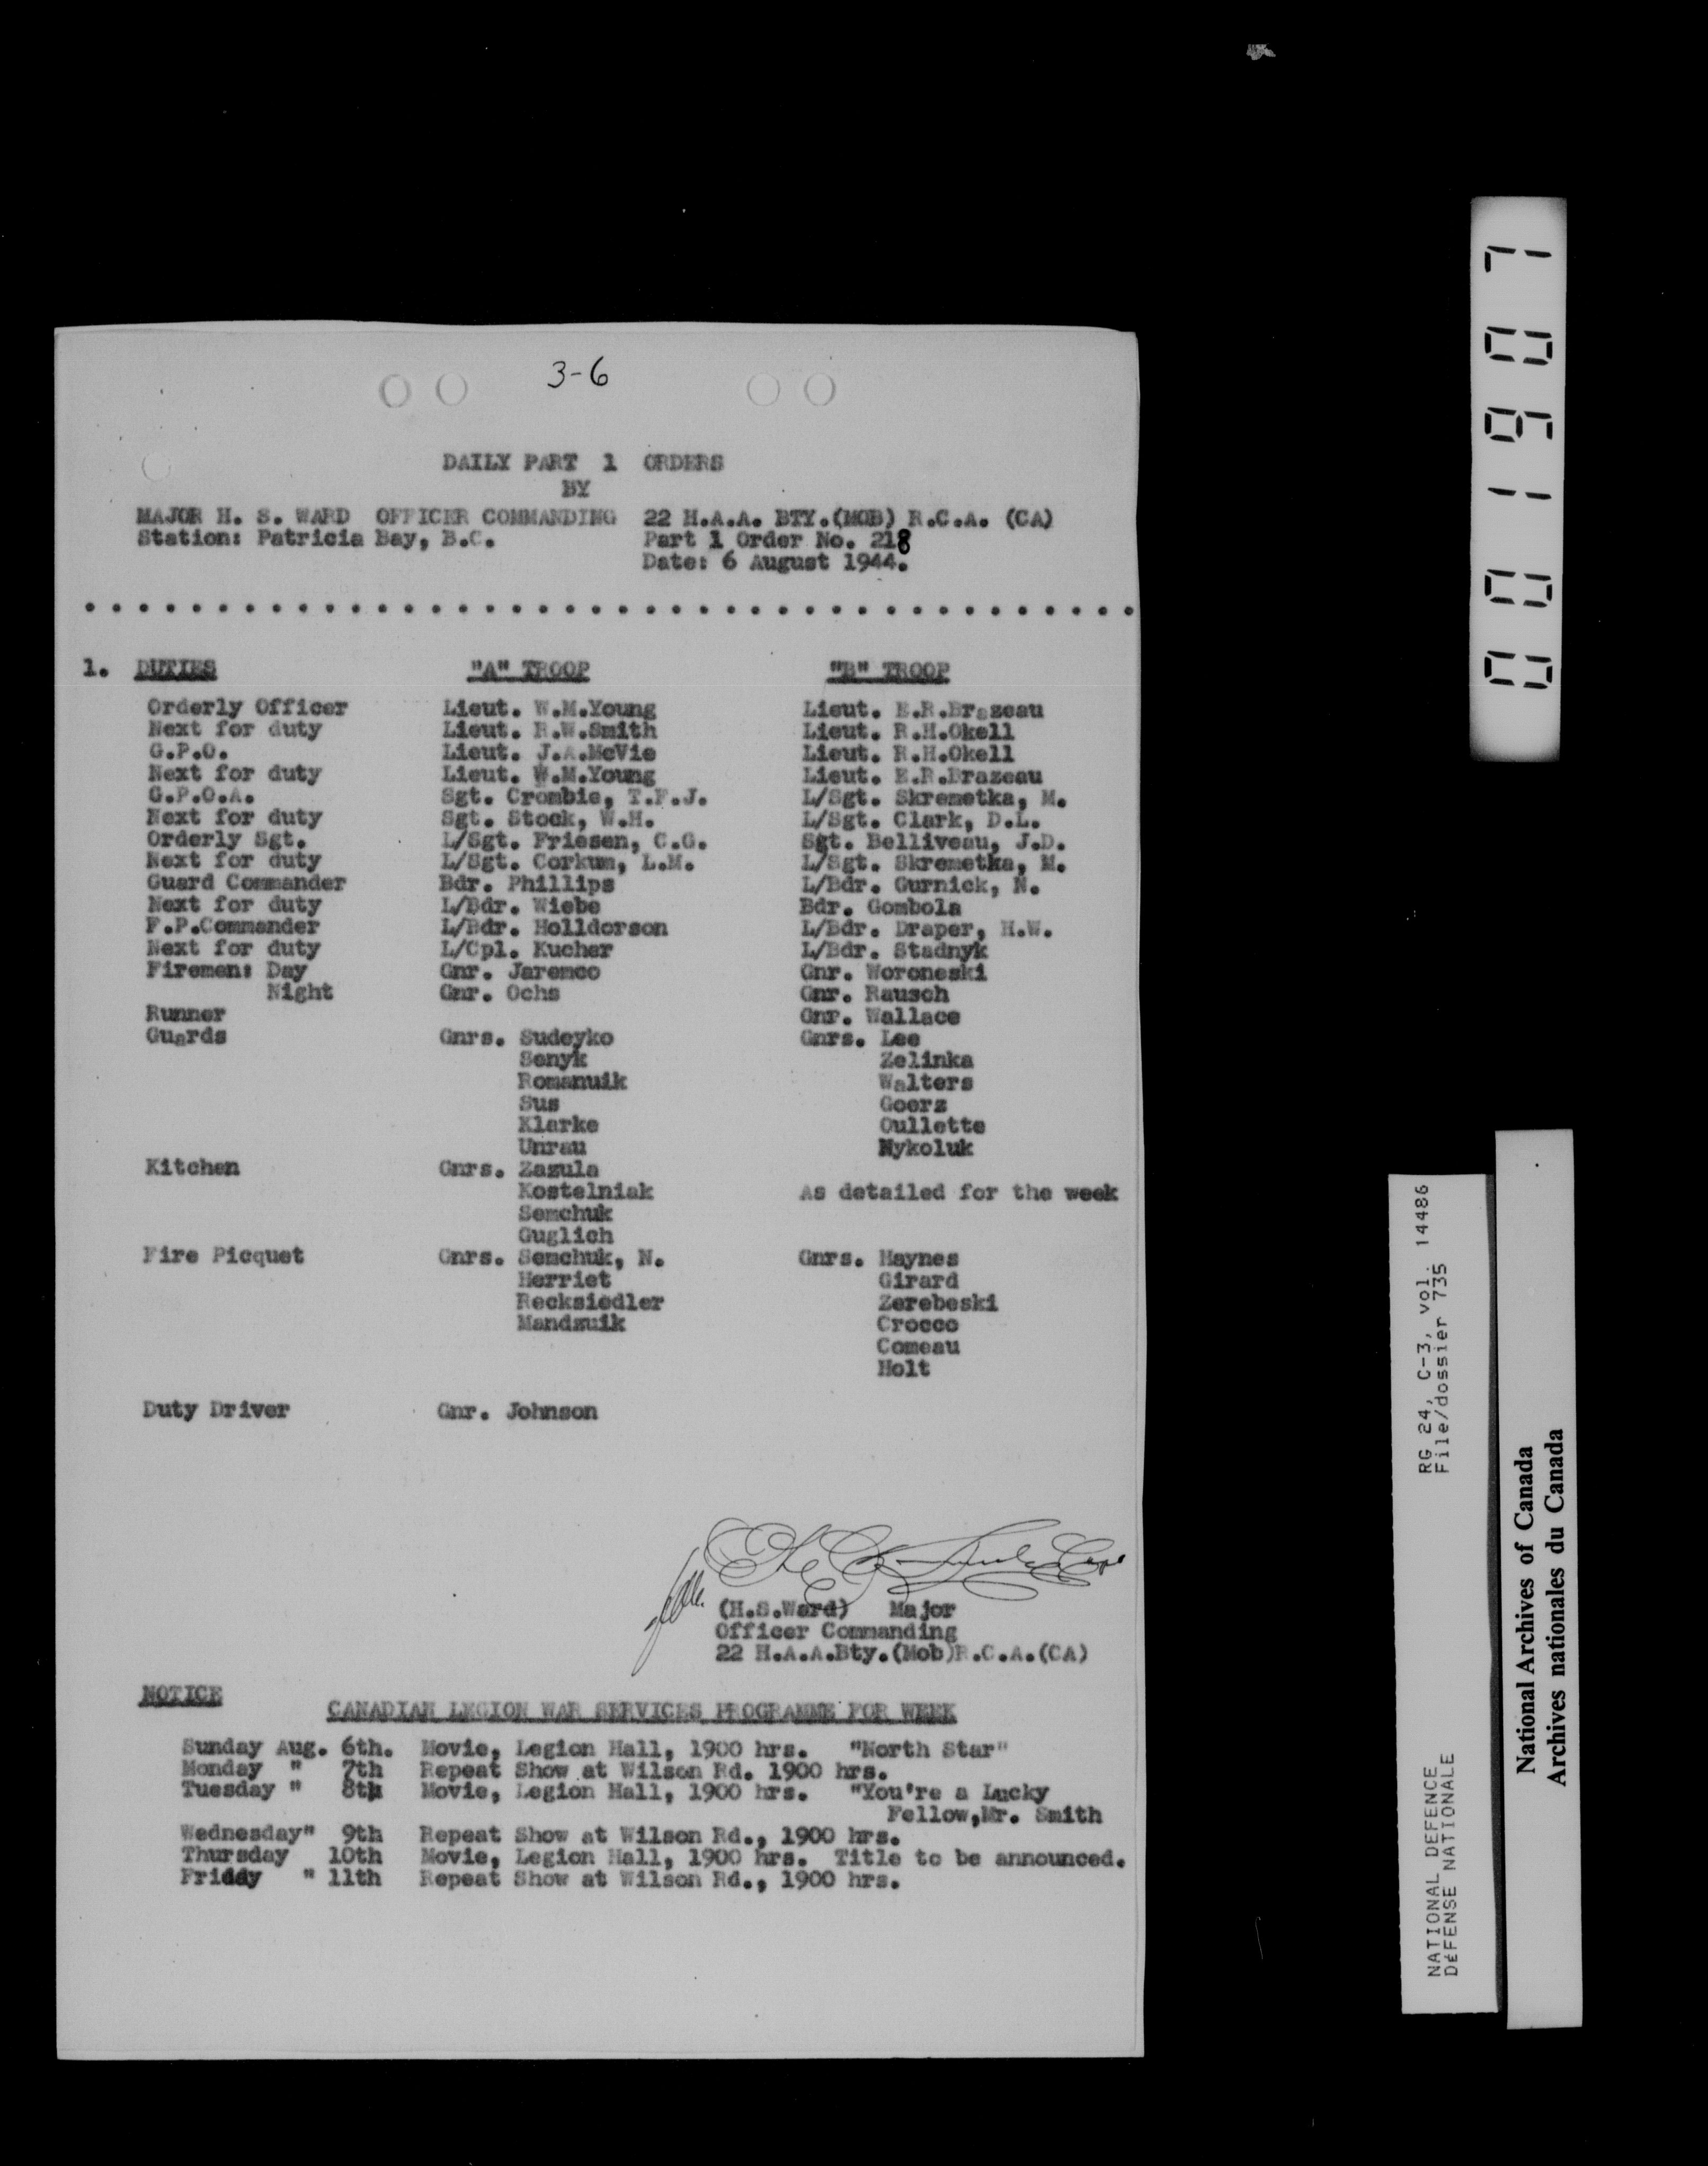 3-6
DAILY PART 1 ORDERS
BY
MAJOR H. S. WARD OFFICER COMMANDING 22 H.A.A. BTY.(MOB) R.C.A. (CA)
Station: Patricia Bay, B.C. Part 1 Order No. 218
Date: 6 August 1944.
1. DUTIES "A" TROOP "B" TROOP
Orderly Officer Lieut. W.M.Young Lieut. E.R.Brazeau
Next for duty Lieut. R.W.Smith Lieut. R.H.Okell
G.P.O. Lieut. J.A.McVie Lieut. R.H.Okell
Next for duty Lieut. W.M.Young Lieut. E.R.Brazeau
G.P.O.A. Sgt. Crombie, T.F.J. L/Sgt. Skremetka, M.
Next for duty Sgt. Stock, W.H. L/Sgt. Clark, D.L.
Orderly Sgt. L/Sgt. Friesen, C.G. Sgt. Belliveau, J.D.
Next for duty L/Sgt. Corkum, L.M. L/Sgt. Skremetka, M.
Guard Commander Bdr. Phillips L/Bdr. Gurnick, N.
Next for duty L/Bdr. Wiebe Bdr. Gombola
F.P.Commander L/Bdr. Holldorson L/Bdr. Draper, H.W.
Next for duty L/Cpl. Kucher L/Bdr. Stadnyk
Firemen: Day Gnr. Jaremco Gnr. Woroneski
Night Gnr. Ochs Gnr. Rausch
Runner Gnr. Wallace
Guards Gnrs. Sudeyko Gnrs. Lee
Senyk Zelinka
Romanuik Walters
Sus Goerz
Klarke Oullette
Unrau Nykoluk
Kitchen Gnrs. Zazula
Kostelniak As detailed for the week
Semchuk
Guglich
Fire Picquet Gnrs. Semchuk, N. Gnrs. Haynes
Herriet Girard
Recksiedler Zerebeski
Mandzuik Crocco
Comeau
Holt
Duty Driver Gnr. Johnson
(H.S.Ward) Major
Officer Commanding
22 H.A.A.Bty.(Mob)R.C.A.(CA)
NOTICE
CANADIAN LEGION WAR SERVICES PROGRAMME FOR WEEK
Sunday Aug. 6th. Movie, Legion Hall, 1900 hrs. "North Star"
Monday " 7th Repeat Show at Wilson Rd. 1900 hrs.
Tuesday " 8th Movie, Legion Hall, 1900 hrs. "You're a Lucky
Fellow,Mr. Smith
Wednesday" 9th Repeat Show at Wilson Rd., 1900 hrs.
Thursday 10th Movie, Legion Hall, 1900 hrs. Title to be announced.
Friday " 11th Repeat Show at Wilson Rd., 1900 hrs.
0001907
RG 24, C-3, vol. 14486
File/dossier 735
NATIONAL DEFENCE
DÉFENSE NATIONALE
National Archives of Canada
Archives nationales du Canada